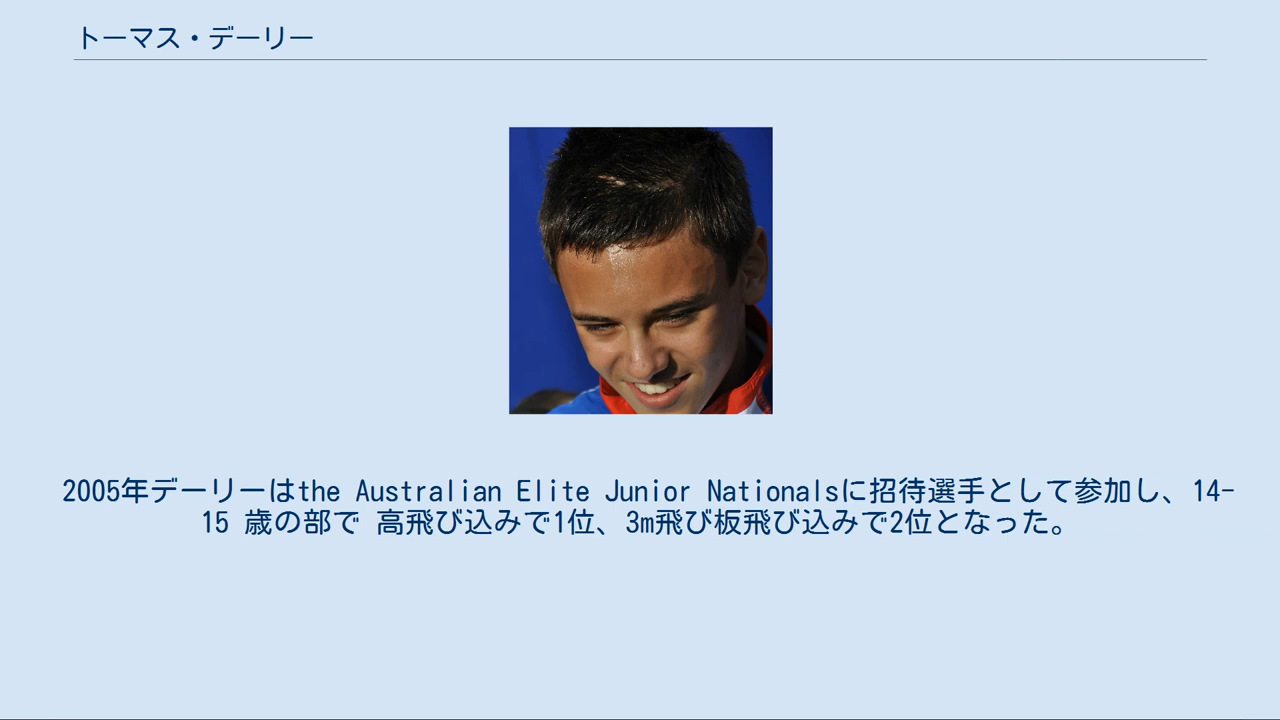 トーマス・デーリー
2005年デーリーはthe Australian Elite Junior Nationalsに招待選手として参加し、14-
15 歳の部で 高飛び込みで1位、3m飛び板飛び込みで2位となった。